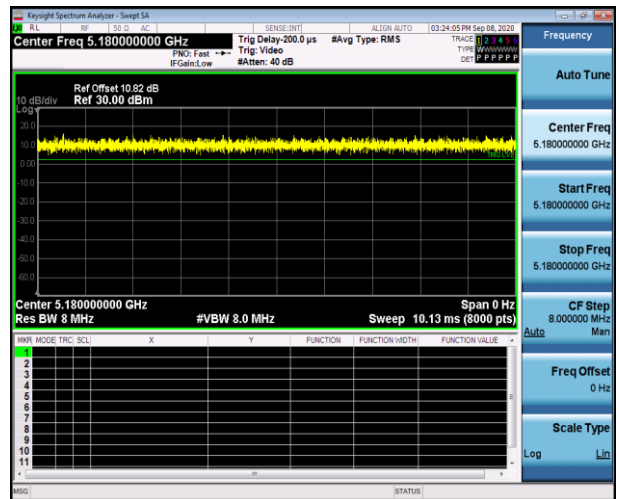 Keysight Spectrum Analyzer - Swept SA
RL RF 50 Ω AC SENSE:INT ALIGN AUTO 03:24:05 PM Sep 08, 2020
Center Freq 5.180000000 GHz
PNO: Fast
IFGain:Low
Trig Delay-200.0 µs
Trig: Video
#Atten: 40 dB
#Avg Type: RMS
TRACE 1 2 3 4 5 6
TYPE WWWWWW
DET P P P P P P
Ref Offset 10.82 dB
10 dB/div Ref 30.00 dBm
Log
20.0
10.0
0.00
TRIG LVL
-10.0
-20.0
-30.0
-40.0
-50.0
-60.0
Center 5.180000000 GHz Span 0 Hz
Res BW 8 MHz #VBW 8.0 MHz Sweep 10.13 ms (8000 pts)
MKR MODE TRC SCL X Y FUNCTION FUNCTION WIDTH FUNCTION VALUE
1
2
3
4
5
6
7
8
9
10
11
MSG STATUS
Frequency
Auto Tune
Center Freq
5.180000000 GHz
Start Freq
5.180000000 GHz
Stop Freq
5.180000000 GHz
CF Step
8.000000 MHz
Auto Man
Freq Offset
0 Hz
Scale Type
Log Lin